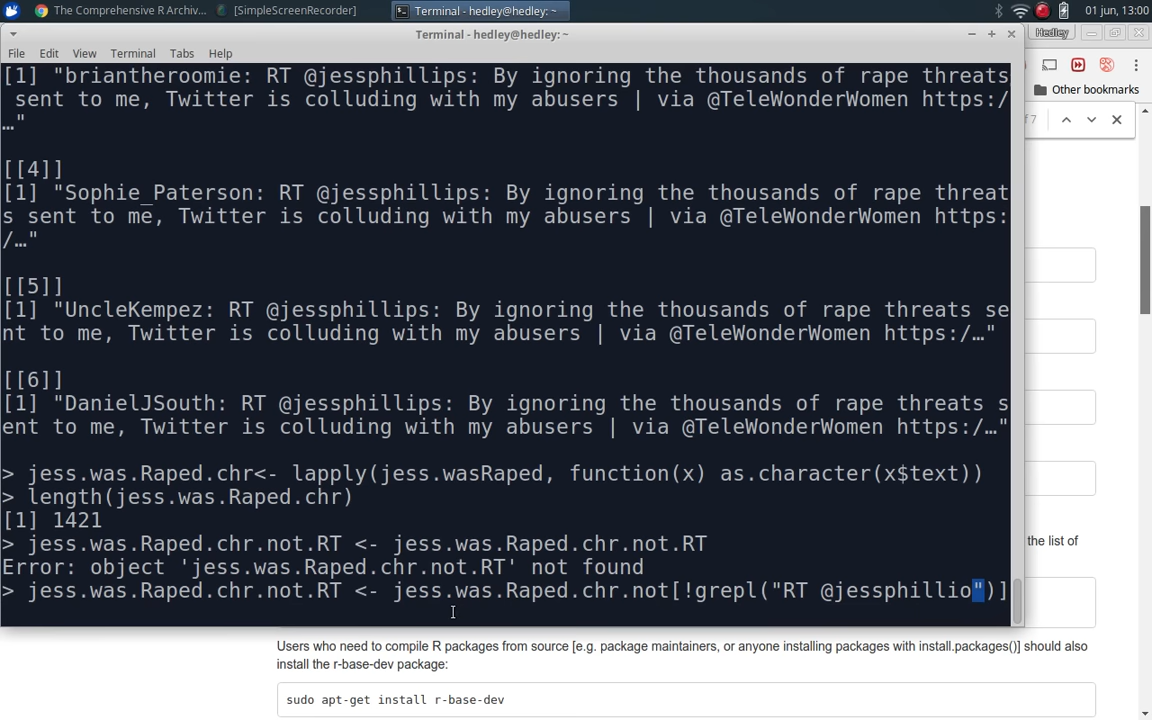 The Comprehensive R Archiv...
[SimpleScreenRecorder]
Terminal - hedley@hedley: ~
01 jun, 13:00
Terminal - hedley@hedley: ~
Hedley
File Edit View Terminal Tabs Help
Other bookmarks
[1] "briantheroomie: RT @jessphillips: By ignoring the thousands of rape threats
 sent to me, Twitter is colluding with my abusers | via @TeleWonderWomen https:/
…"
of 7
[[4]]
[1] "Sophie_Paterson: RT @jessphillips: By ignoring the thousands of rape threat
s sent to me, Twitter is colluding with my abusers | via @TeleWonderWomen https:
/…"
[[5]]
[1] "UncleKempez: RT @jessphillips: By ignoring the thousands of rape threats se
nt to me, Twitter is colluding with my abusers | via @TeleWonderWomen https:/…"
[[6]]
[1] "DanielJSouth: RT @jessphillips: By ignoring the thousands of rape threats s
ent to me, Twitter is colluding with my abusers | via @TeleWonderWomen https:/…"
> jess.was.Raped.chr<- lapply(jess.wasRaped, function(x) as.character(x$text))
> length(jess.was.Raped.chr)
[1] 1421
> jess.was.Raped.chr.not.RT <- jess.was.Raped.chr.not.RT
Error: object 'jess.was.Raped.chr.not.RT' not found
> jess.was.Raped.chr.not.RT <- jess.was.Raped.chr.not[!grepl("RT @jessphillio")]
the list of
Users who need to compile R packages from source [e.g. package maintainers, or anyone installing packages with install.packages()] should also
install the r-base-dev package:
sudo apt-get install r-base-dev